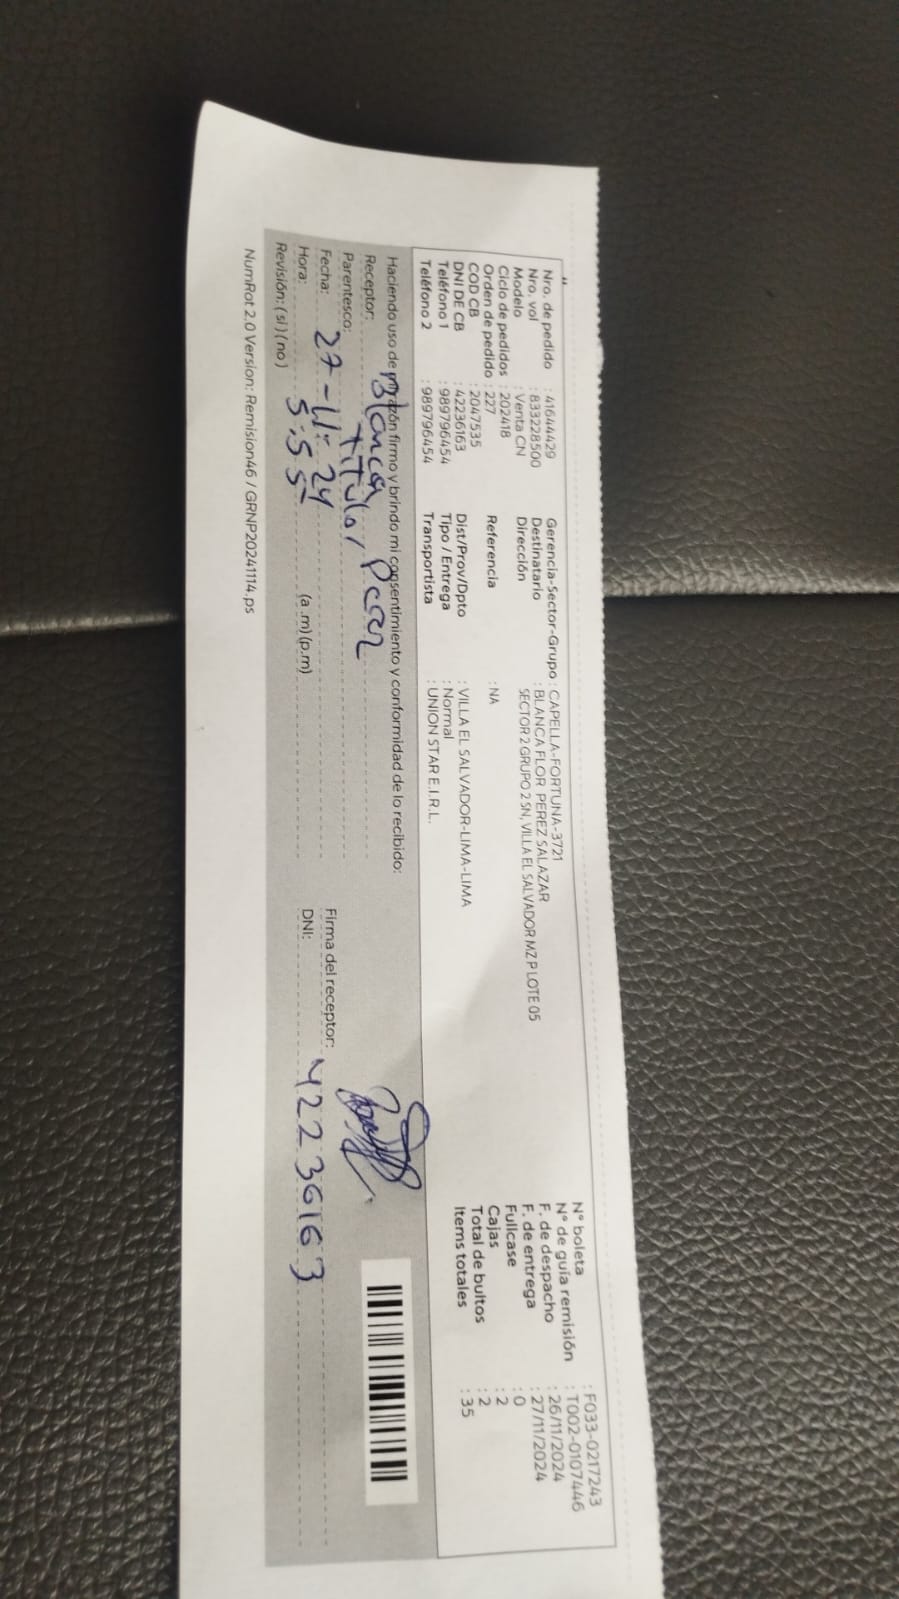 Nro. de pedido : 41644429
Nro. vol : 833228500
Modelo : Venta CN
Ciclo de pedidos : 202418
Orden de pedido : 227
COD CB : 2047535
DNI DE CB : 42236163
Teléfono 1 : 989796454
Teléfono 2 : 989796454
Gerencia-Sector-Grupo : CAPELLA-FORTUNA-3721
Destinatario : BLANCA FLOR PEREZ SALAZAR
Dirección SECTOR 2 GRUPO 2 SN, VILLA EL SALVADOR MZ P LOTE 05
Referencia : NA
Dist/Prov/Dpto : VILLA EL SALVADOR-LIMA-LIMA
Tipo / Entrega : Normal
Transportista : UNION STAR E.I.R.L.
N° boleta : F033-0217243
N° de guía remisión : T002-0107446
F. de despacho : 26/11/2024
F. de entrega : 27/11/2024
Fullcase : 0
Cajas : 2
Total de bultos : 2
Items totales : 35
Haciendo uso de mi razón firmo y brindo mi consentimiento y conformidad de lo recibido:
Receptor: Blanca
Parentesco: Titular
Fecha: 27-11-24
Hora: 5:55 (a .m)(p.m)
Revisión: ( si ) ( no )
Firma del receptor:
DNI: 42236163
NumRot 2.0 Version: Remision46 / GRNP20241114.ps